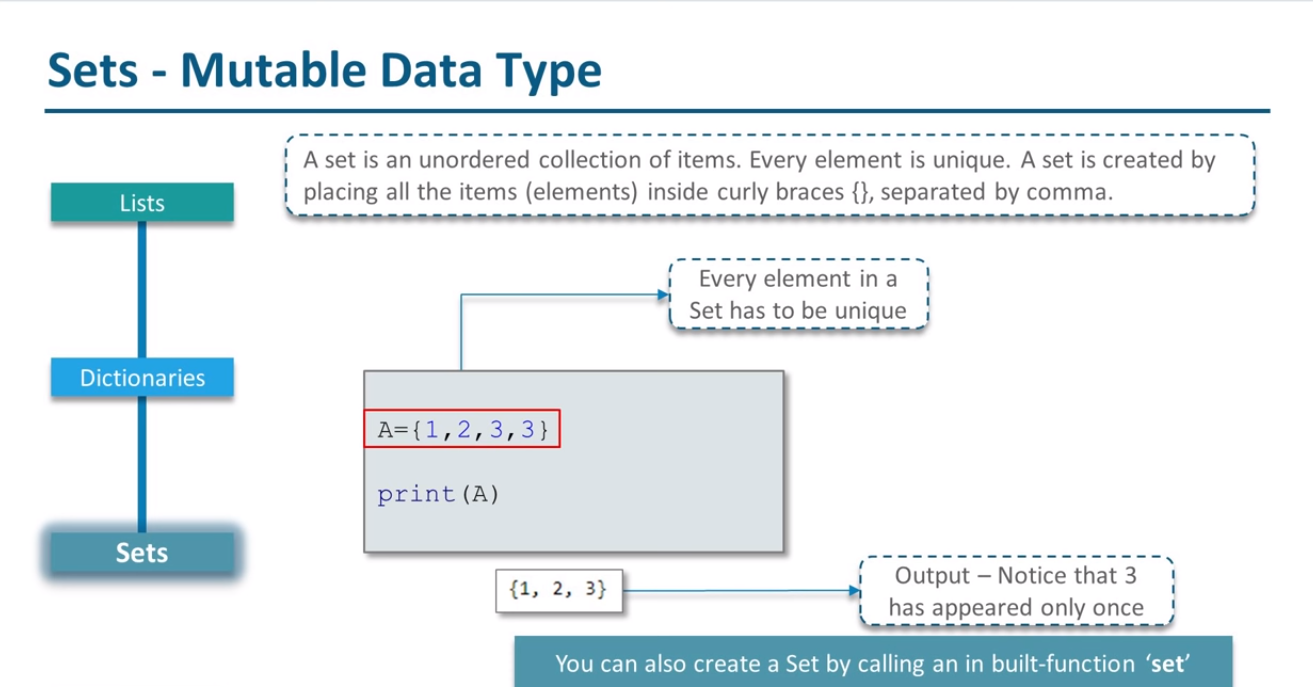 Sets - Mutable Data Type
A set is an unordered collection of items. Every element is unique. A set is created by
placing all the items (elements) inside curly braces {}, separated by comma.
Lists
Every element in a
Set has to be unique
Dictionaries
A={1,2,3,3}
print(A)
Sets
{1, 2, 3}
Output – Notice that 3
has appeared only once
You can also create a Set by calling an in built-function ‘set’